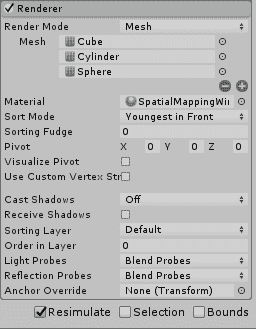 Renderer
Render Mode Mesh
Mesh Cube
Cylinder
Sphere
Material SpatialMappingWir
Sort Mode Youngest in Front
Sorting Fudge 0
Pivot X 0 Y 0 Z 0
Visualize Pivot
Use Custom Vertex Str
Cast Shadows Off
Receive Shadows
Sorting Layer Default
Order in Layer 0
Light Probes Blend Probes
Reflection Probes Blend Probes
Anchor Override None (Transform)
Resimulate Selection Bounds